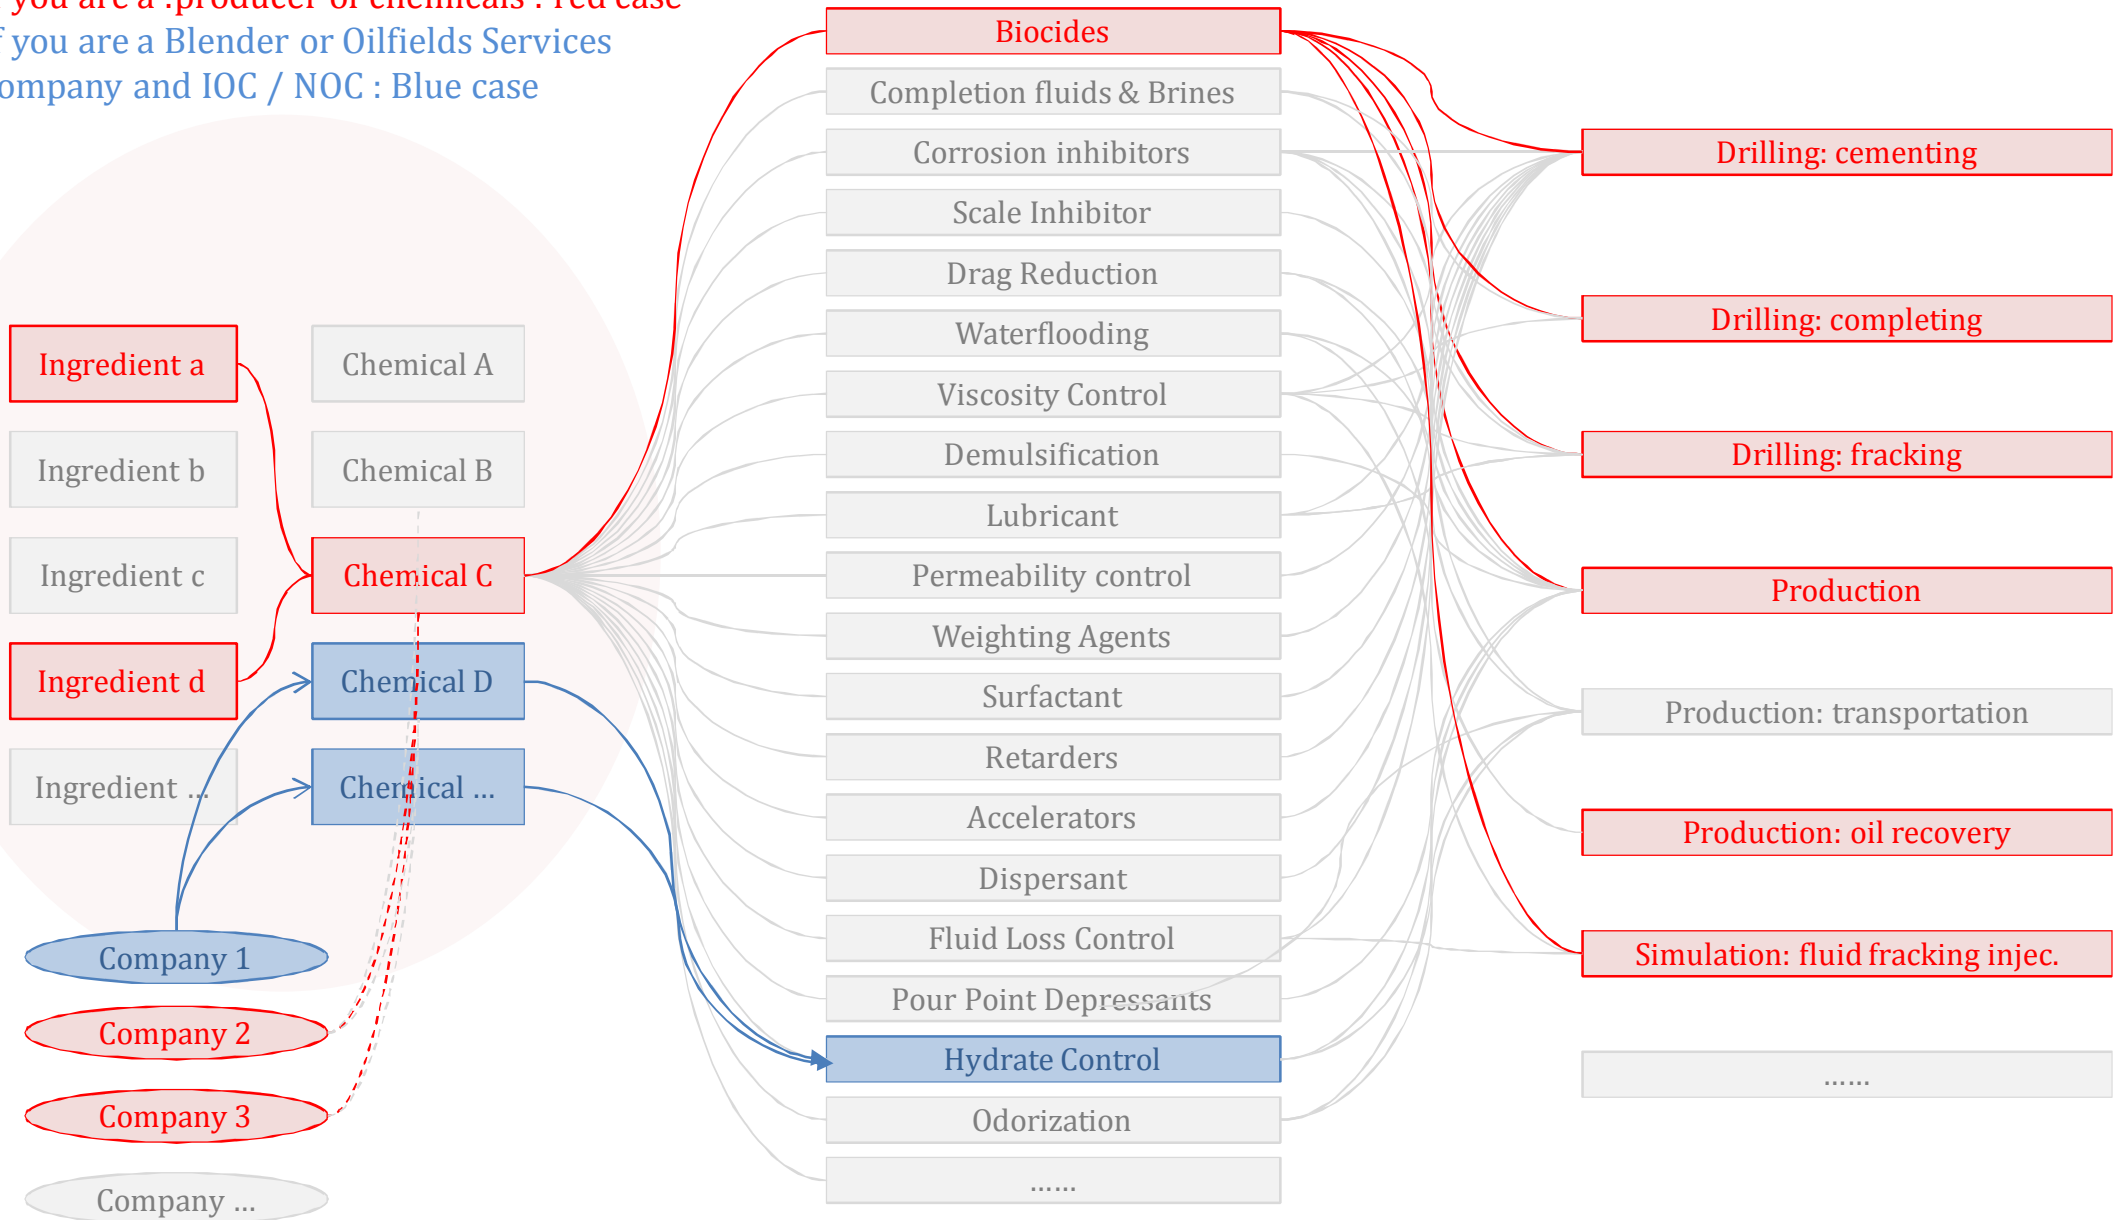 you are a :producer of chemicals : red case
f you are a Blender or Oilfields Services
ompany and IOC / NOC : Blue case
Ingredient a
Ingredient b
Ingredient c
Ingredient d
Ingredient ...
Chemical A
Chemical B
Chemical C
Chemical D
Chemical ...
Company 1
Company 2
Company 3
Company ...
Biocides
Completion fluids & Brines
Corrosion inhibitors
Scale Inhibitor
Drag Reduction
Waterflooding
Viscosity Control
Demulsification
Lubricant
Permeability control
Weighting Agents
Surfactant
Retarders
Accelerators
Dispersant
Fluid Loss Control
Pour Point Depressants
Hydrate Control
Odorization
......
Drilling: cementing
Drilling: completing
Drilling: fracking
Production
Production: transportation
Production: oil recovery
Simulation: fluid fracking injec.
......